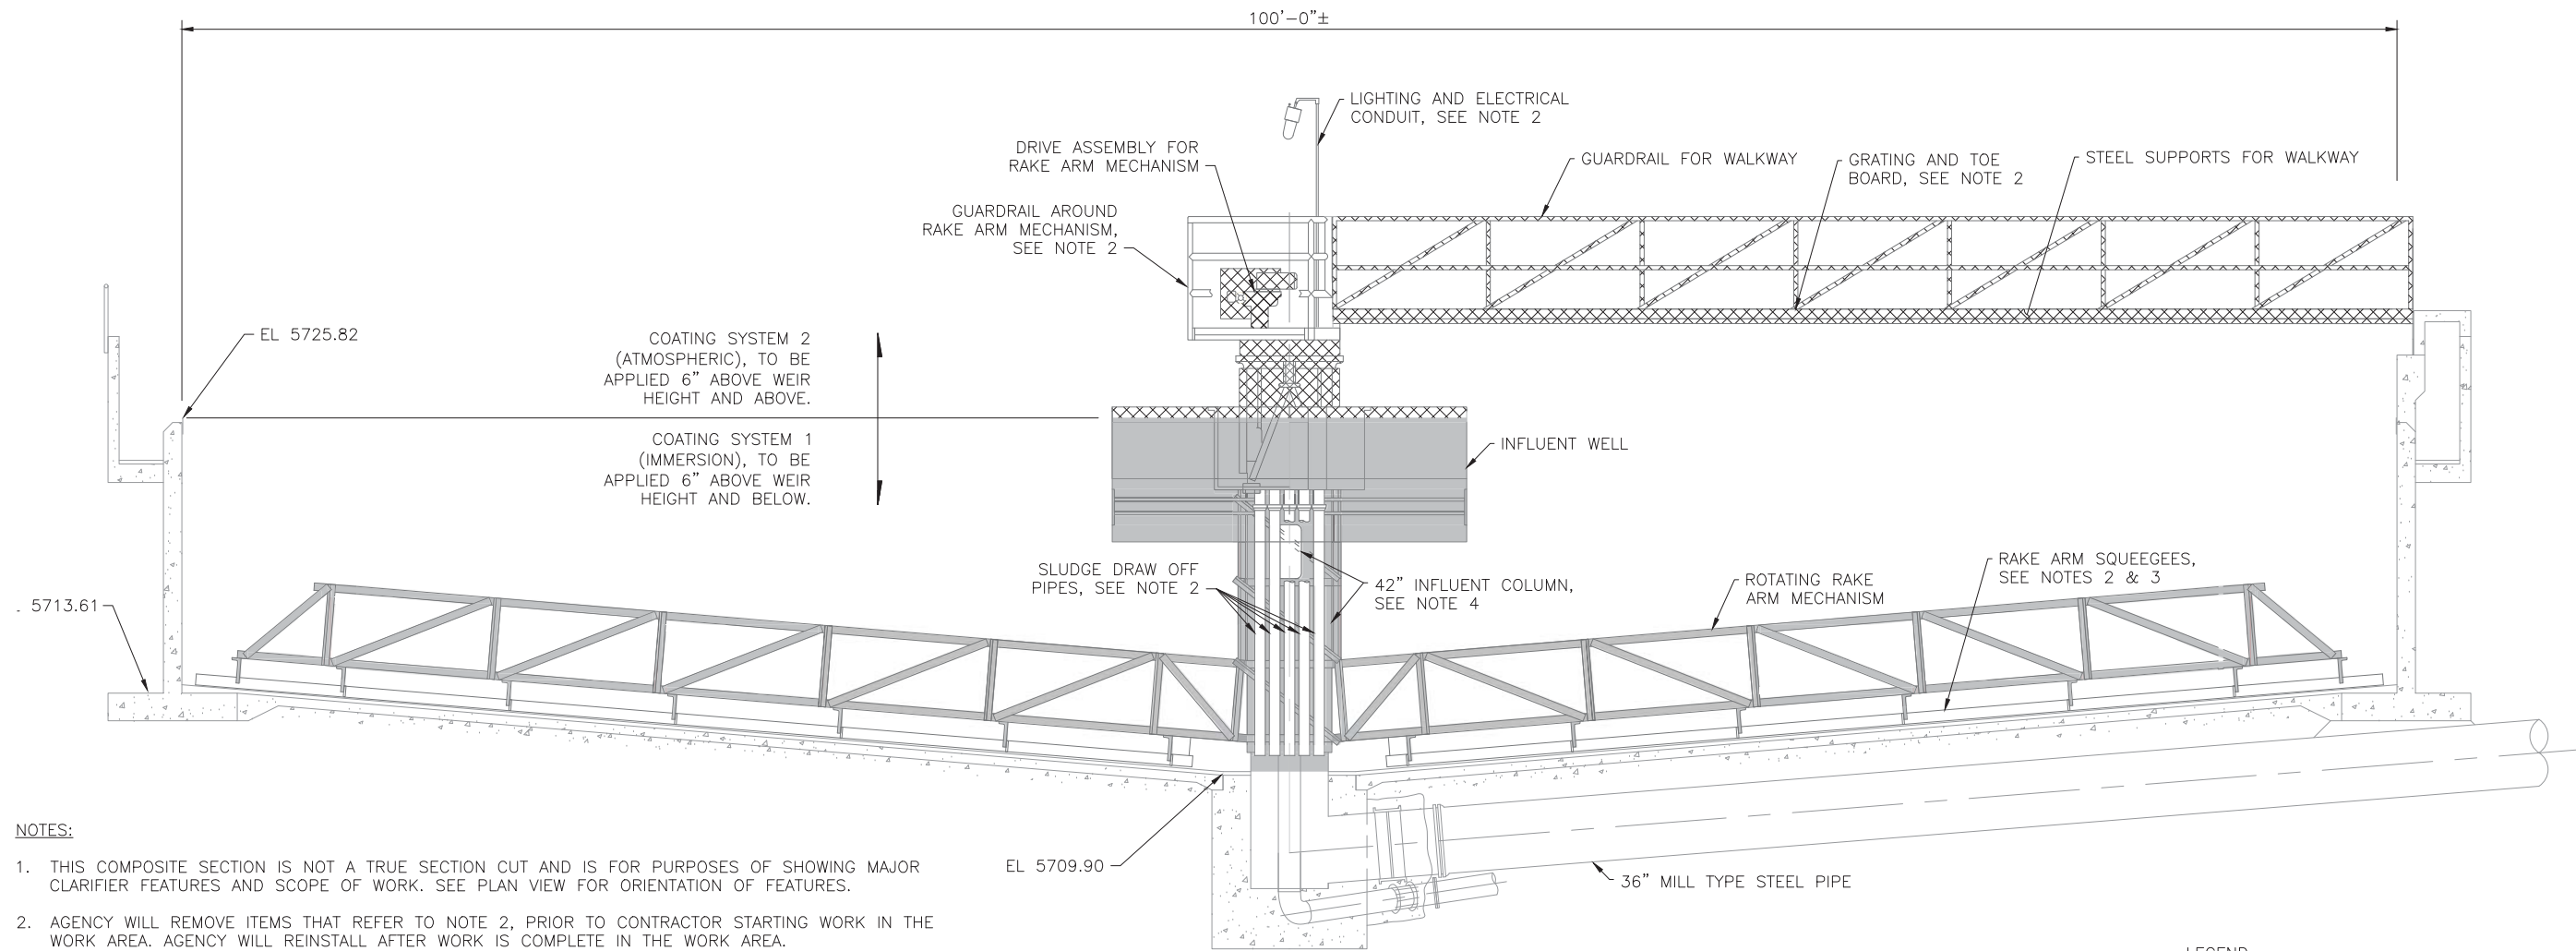 100'-0"±
LIGHTING AND ELECTRICAL
CONDUIT, SEE NOTE 2
DRIVE ASSEMBLY FOR
RAKE ARM MECHANISM
GUARDRAIL FOR WALKWAY
GRATING AND TOE
BOARD, SEE NOTE 2
STEEL SUPPORTS FOR WALKWAY
GUARDRAIL AROUND
RAKE ARM MECHANISM,
SEE NOTE 2
EL 5725.82
COATING SYSTEM 2
(ATMOSPHERIC), TO BE
APPLIED 6" ABOVE WEIR
HEIGHT AND ABOVE.
COATING SYSTEM 1
(IMMERSION), TO BE
APPLIED 6" ABOVE WEIR
HEIGHT AND BELOW.
INFLUENT WELL
SLUDGE DRAW OFF
PIPES, SEE NOTE 2
42" INFLUENT COLUMN,
SEE NOTE 4
ROTATING RAKE
ARM MECHANISM
RAKE ARM SQUEEGEES,
SEE NOTES 2 & 3
5713.61
EL 5709.90
36" MILL TYPE STEEL PIPE
NOTES:
1. THIS COMPOSITE SECTION IS NOT A TRUE SECTION CUT AND IS FOR PURPOSES OF SHOWING MAJOR
CLARIFIER FEATURES AND SCOPE OF WORK. SEE PLAN VIEW FOR ORIENTATION OF FEATURES.
2. AGENCY WILL REMOVE ITEMS THAT REFER TO NOTE 2, PRIOR TO CONTRACTOR STARTING WORK IN THE
WORK AREA. AGENCY WILL REINSTALL AFTER WORK IS COMPLETE IN THE WORK AREA.
LEGEND